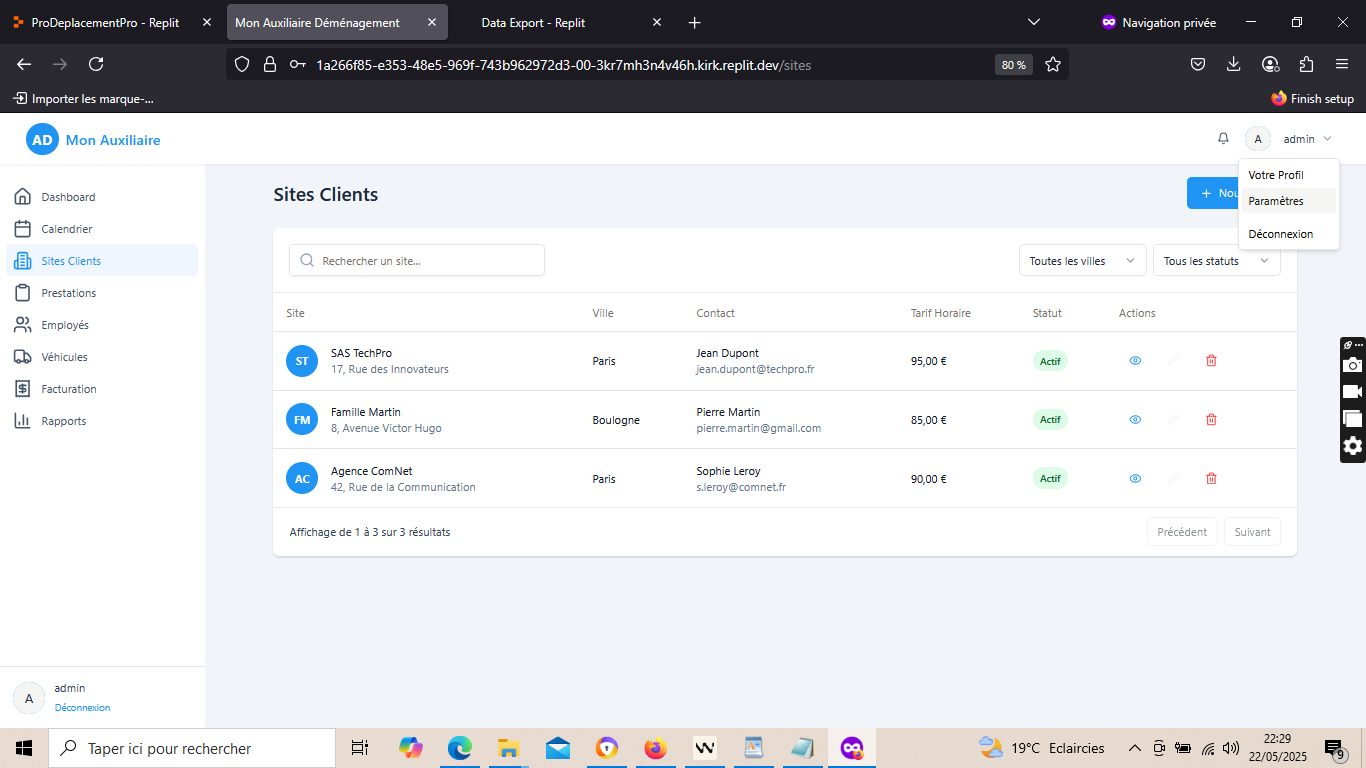 ProDeplacementPro - Replit
Mon Auxiliaire Déménagement
Data Export - Replit
Navigation privée
1a266f85-e353-48e5-969f-743b962972d3-00-3kr7mh3n4v46h.kirk.replit.dev/sites
80 %
Importer les marque-...
Finish setup
AD Mon Auxiliaire
A admin
Votre Profil
Paramètres
Déconnexion
Dashboard
Calendrier
Sites Clients
Prestations
Employés
Véhicules
Facturation
Rapports
Sites Clients
+ Nou
Rechercher un site...
Toutes les villes
Tous les statuts
Site Ville Contact Tarif Horaire Statut Actions
ST SAS TechPro Paris Jean Dupont 95,00 € Actif
17, Rue des Innovateurs jean.dupont@techpro.fr
FM Famille Martin Boulogne Pierre Martin 85,00 € Actif
8, Avenue Victor Hugo pierre.martin@gmail.com
AC Agence ComNet Paris Sophie Leroy 90,00 € Actif
42, Rue de la Communication s.leroy@comnet.fr
Affichage de 1 à 3 sur 3 résultats
Précédent
Suivant
A admin
Déconnexion
Taper ici pour rechercher
19°C Eclaircies
22:29
22/05/2025
9